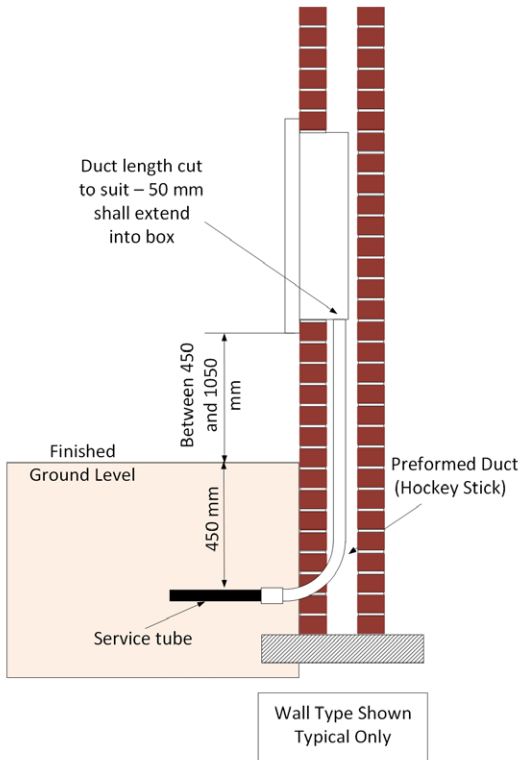 Duct length cut
to suit – 50 mm
shall extend
into box
Between 450
and 1050
mm
Finished
Ground Level
450 mm
Preformed Duct
(Hockey Stick)
Service tube
Wall Type Shown
Typical Only